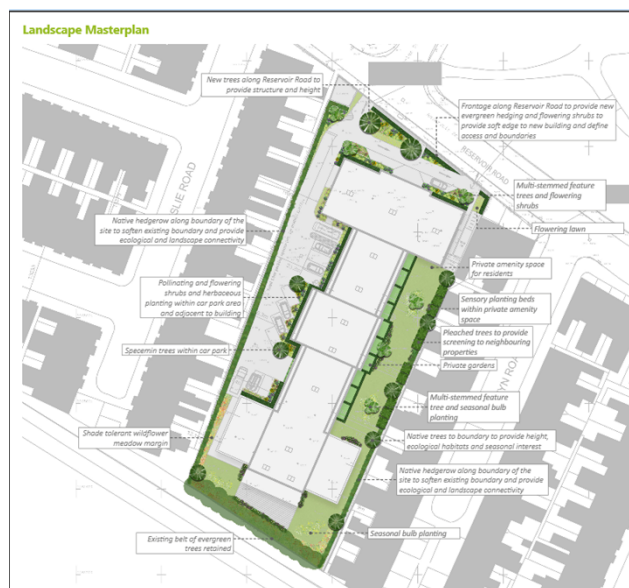 Landscape Masterplan
New trees along Reservoir Road to
provide structure and height
Frontage along Reservoir Road to provide new
evergreen hedging and flowering shrubs to
provide soft edge to new building and define
access and boundaries
RESERVOIR ROAD
Multi-stemmed feature
trees and flowering
shrubs
Flowering lawn
SLIE ROAD
Native hedgerow along boundary of the
site to soften existing boundary and provide
ecological and landscape connectivity
Private amenity space
for residents
Pollinating and flowering
shrubs and herbaceous
planting within car park area
and adjacent to building
Sensory planting beds
within private amenity
space
Pleached trees to provide
screening to neighbouring
properties
Specemin trees within car park
Private gardens
YN ROAD
Multi-stemmed feature
tree and seasonal bulb
planting
Shade tolerant wildflower
meadow margin
Native trees to boundary to provide height,
ecological habitats and seasonal interest
Native hedgerow along boundary of the
site to soften existing boundary and provide
ecological and landscape connectivity
Existing belt of evergreen
trees retained
Seasonal bulb planting